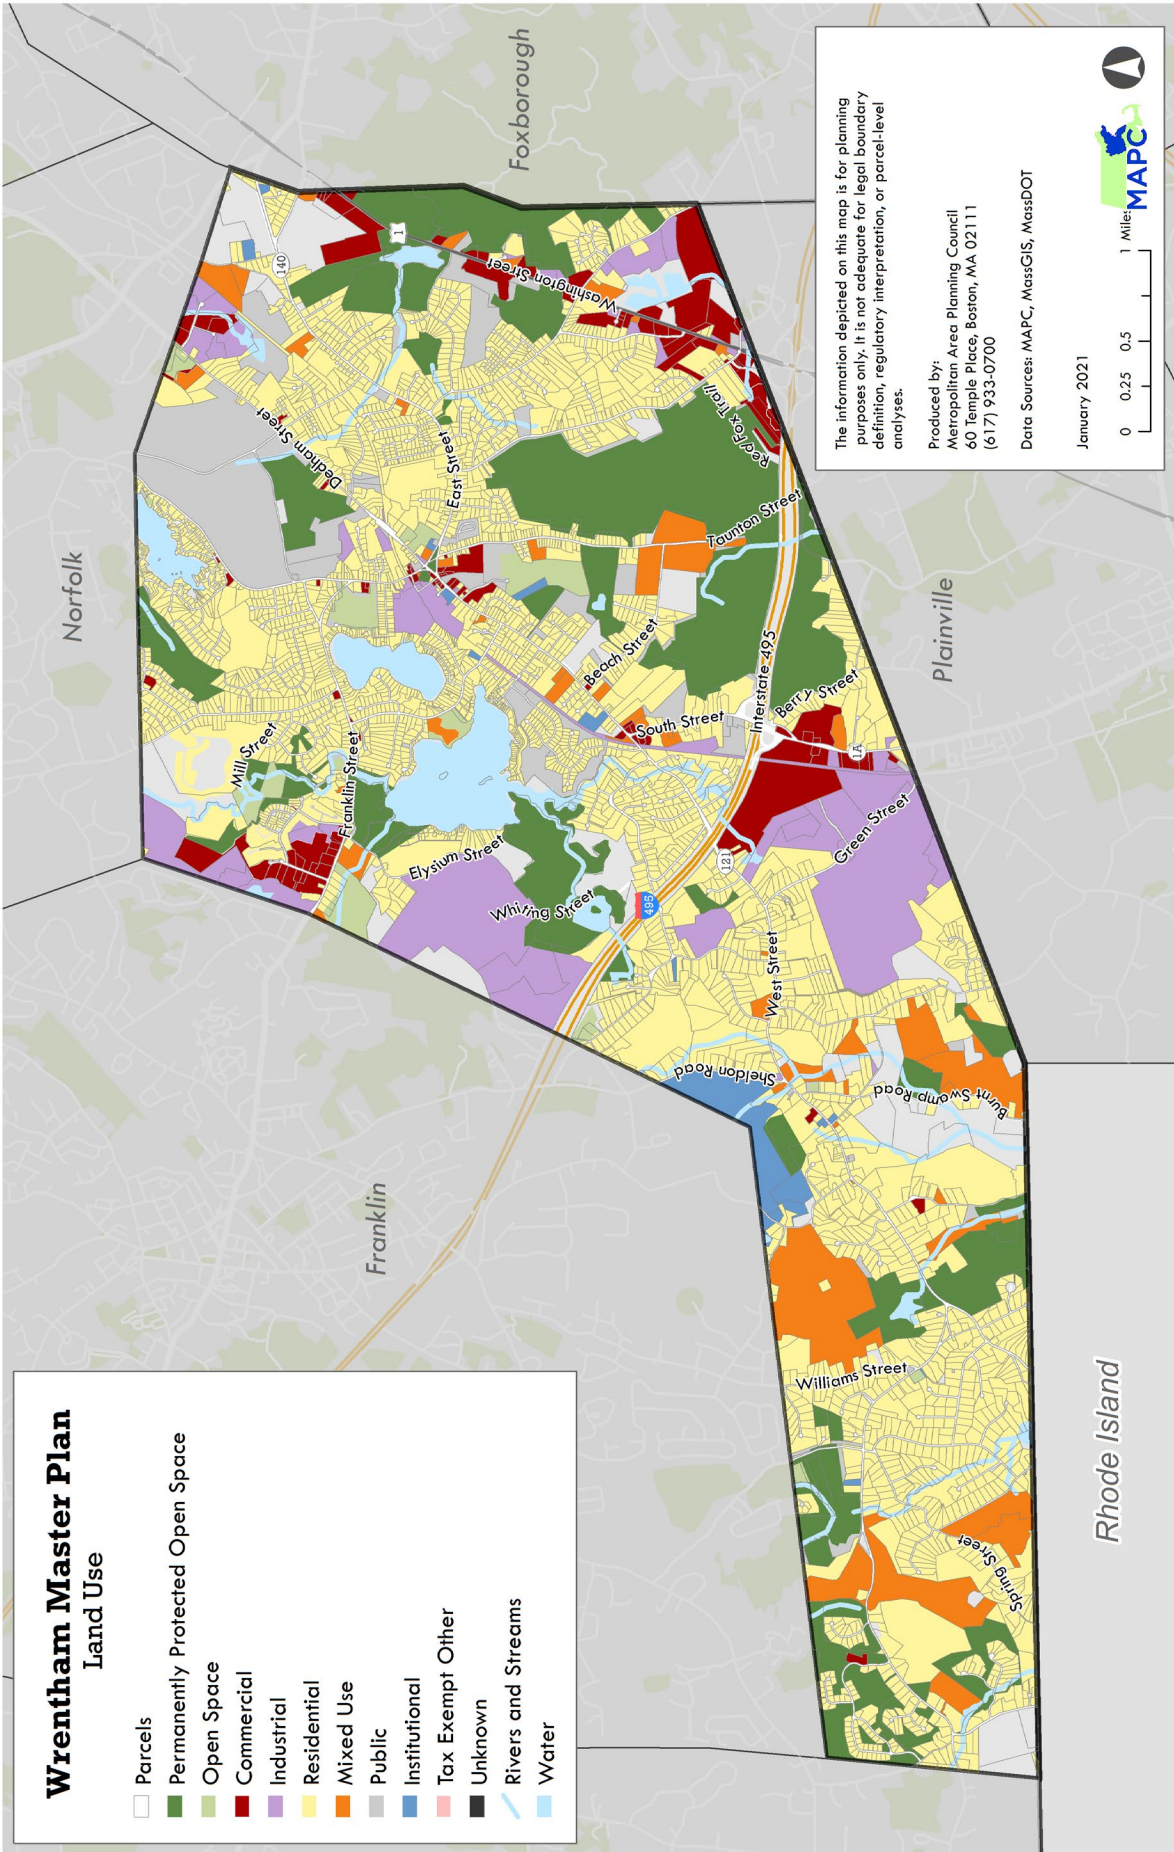 Wrentham Master Plan
Land Use
Parcels
Permanently Protected Open Space
Open Space
Commercial
Industrial
Residential
Mixed Use
Public
Institutional
Tax Exempt Other
Unknown
Rivers and Streams
Water
Franklin
Norfolk
Foxborough
Plainville
Rhode Island
Mill Street
Franklin Street
Elysium Street
Whiting Street
Dedham Street
East Street
Washington Street
Red Fox Trail
Taunton Street
Beach Street
South Street
Interstate 495
Berry Street
Green Street
West Street
Sheldon Road
Burnt Swamp Road
Williams Street
Spring Street
140
1
495
121
1A
The information depicted on this map is for planning
purposes only. It is not adequate for legal boundary
definition, regulatory interpretation, or parcel-level
analyses.
Produced by:
Metropolitan Area Planning Council
60 Temple Place, Boston, MA 02111
(617) 933-0700
Data Sources: MAPC, MassGIS, MassDOT
January 2021
0 0.25 0.5 1 Miles
MAPC